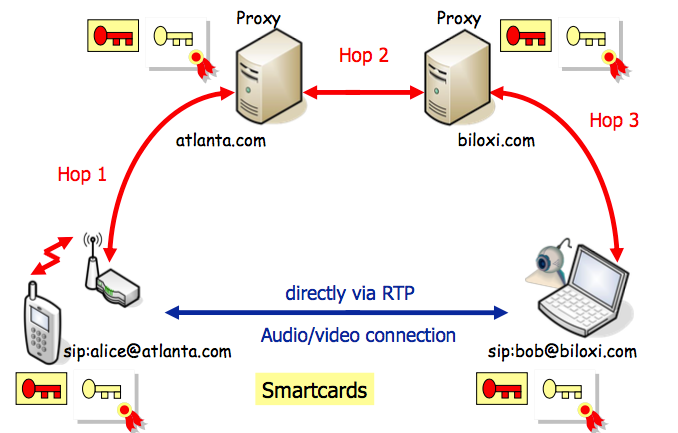 Proxy
Proxy
Hop 2
atlanta.com
biloxi.com
Hop 3
Hop 1
directly via RTP
Audio/video connection
sip:alice@atlanta.com
sip:bob@biloxi.com
Smartcards